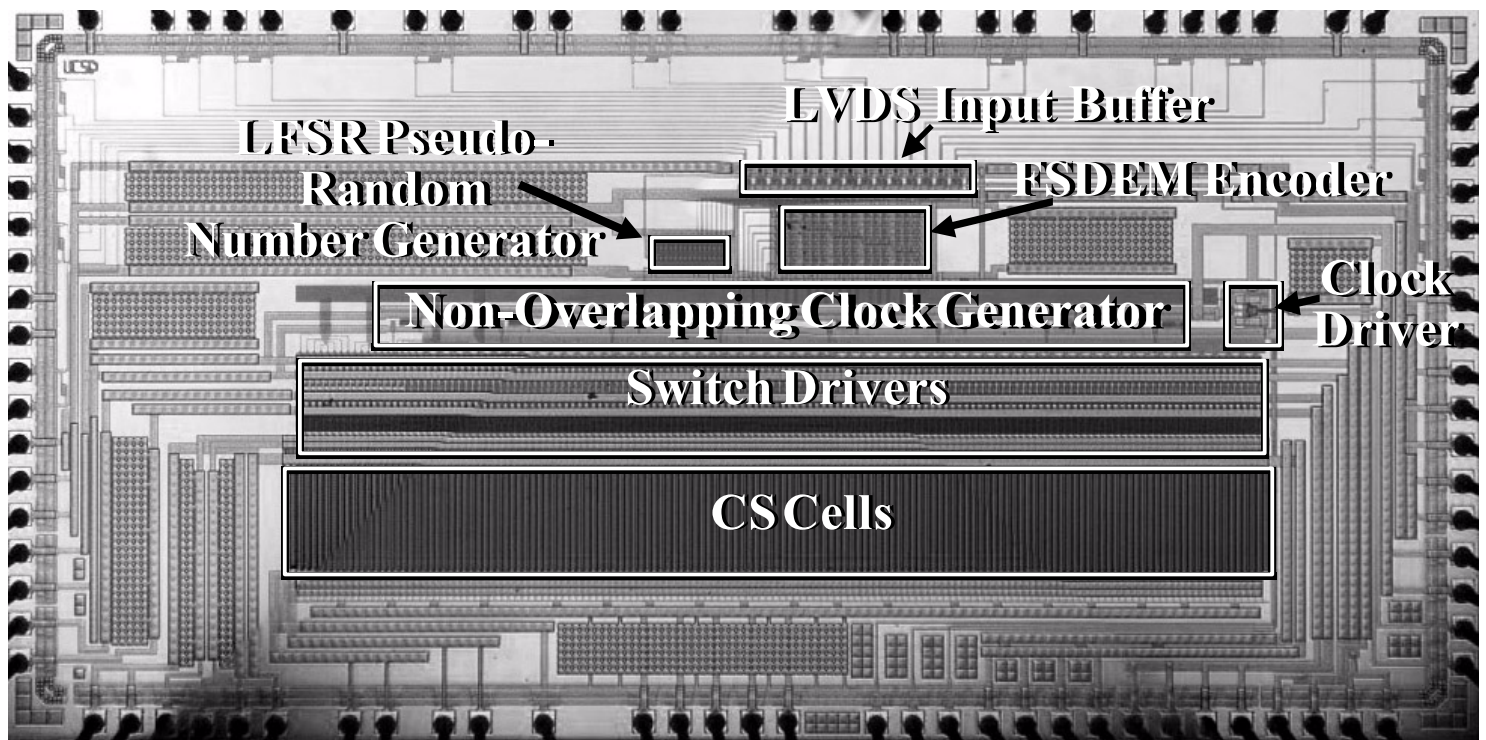 UCSD
LVDS Input Buffer
LFSR Pseudo-
Random
Number Generator
FSDEM Encoder
Clock
Driver
Non-Overlapping Clock Generator
Switch Drivers
CS Cells